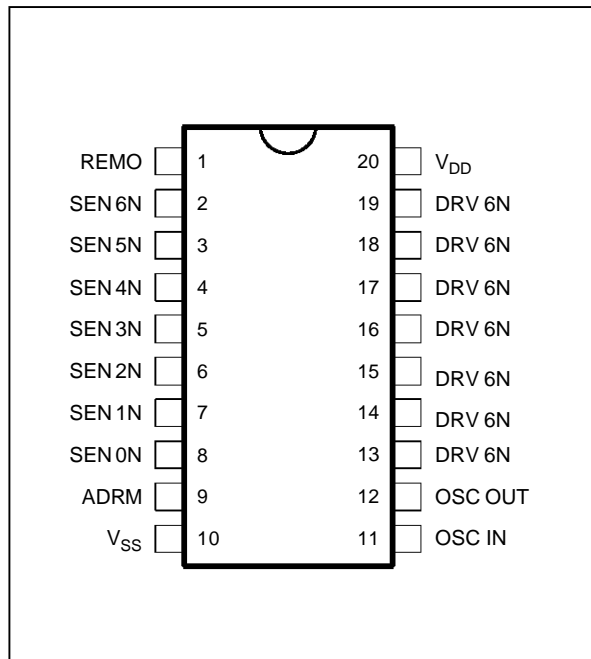 REMO 1 20 VDD
SEN 6N 2 19 DRV 6N
SEN 5N 3 18 DRV 6N
SEN 4N 4 17 DRV 6N
SEN 3N 5 16 DRV 6N
SEN 2N 6 15 DRV 6N
SEN 1N 7 14 DRV 6N
SEN 0N 8 13 DRV 6N
ADRM 9 12 OSC OUT
VSS 10 11 OSC IN